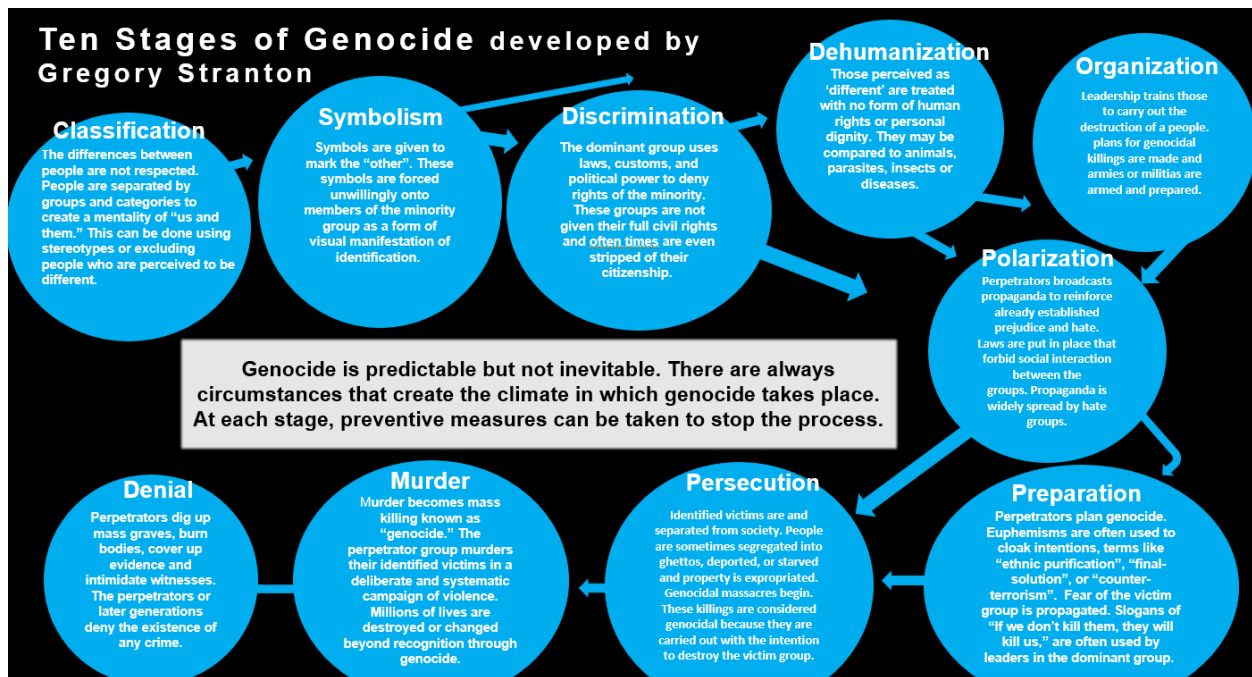 Ten Stages of Genocide developed by
Gregory Stranton
Classification
The differences between
people are not respected.
People are separated by
groups and categories to
create a mentality of “us and
them.” This can be done using
stereotypes or excluding
people who are perceived to be
different.
Symbolism
Symbols are given to
mark the “other”. These
symbols are forced
unwillingly onto
members of the minority
group as a form of
visual manifestation of
identification.
Discrimination
The dominant group uses
laws, customs, and
political power to deny
rights of the minority.
These groups are not
given their full civil rights
and often times are even
stripped of their
citizenship.
Dehumanization
Those perceived as
‘different’ are treated
with no form of human
rights or personal
dignity. They may be
compared to animals,
parasites, insects or
diseases.
Organization
Leadership trains those
to carry out the
destruction of a people.
plans for genocidal
killings are made and
armies or militias are
armed and prepared.
Polarization
Perpetrators broadcasts
propaganda to reinforce
already established
prejudice and hate.
Laws are put in place that
forbid social interaction
between the
groups. Propaganda is
widely spread by hate
groups.
Genocide is predictable but not inevitable. There are always
circumstances that create the climate in which genocide takes place.
At each stage, preventive measures can be taken to stop the process.
Preparation
Perpetrators plan genocide.
Euphemisms are often used to
cloak intentions, terms like
“ethnic purification”, “final-
solution”, or “counter-
terrorism”. Fear of the victim
group is propagated. Slogans of
“If we don’t kill them, they will
kill us,” are often used by
leaders in the dominant group.
Persecution
Identified victims are and
separated from society. People
are sometimes segregated into
ghettos, deported, or starved
and property is expropriated.
Genocidal massacres begin.
These killings are considered
genocidal because they are
carried out with the intention
to destroy the victim group.
Murder
Murder becomes mass
killing known as
“genocide.” The
perpetrator group murders
their identified victims in a
deliberate and systematic
campaign of violence.
Millions of lives are
destroyed or changed
beyond recognition through
genocide.
Denial
Perpetrators dig up
mass graves, burn
bodies, cover up
evidence and
intimidate witnesses.
The perpetrators or
later generations
deny the existence of
any crime.